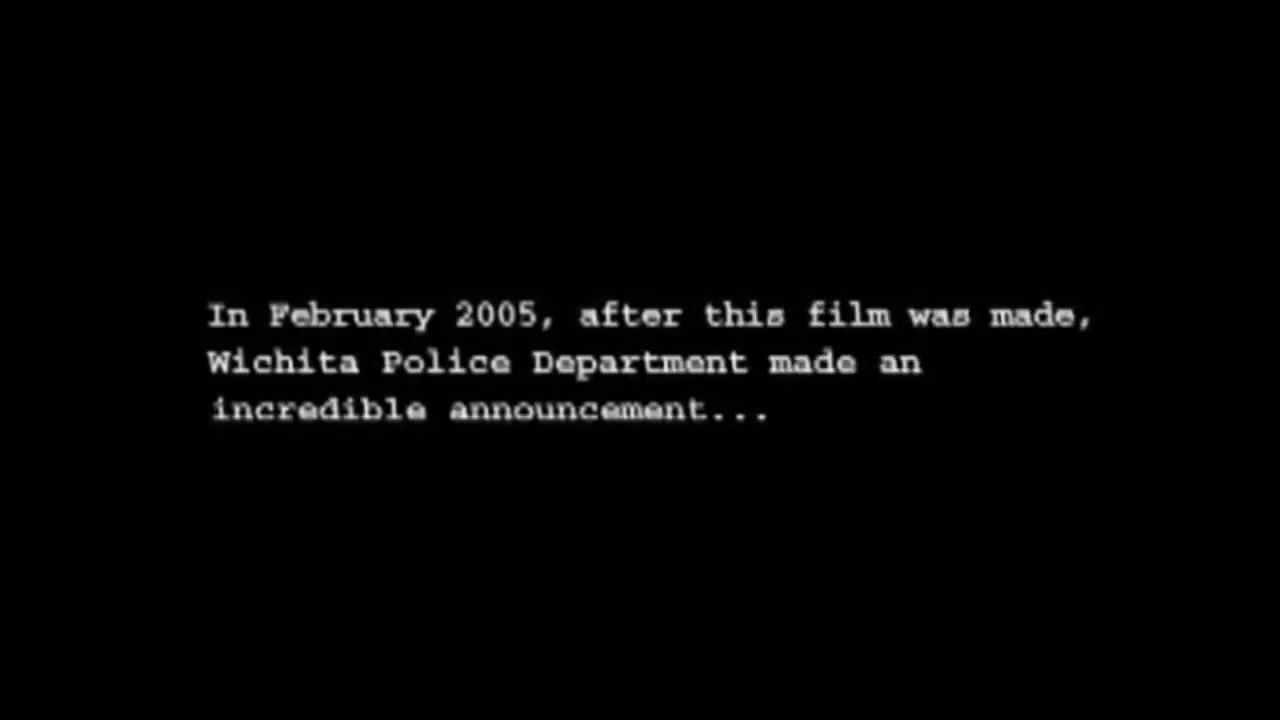 In February 2005, after this film was made,
Wichita Police Department made an
incredible announcement...